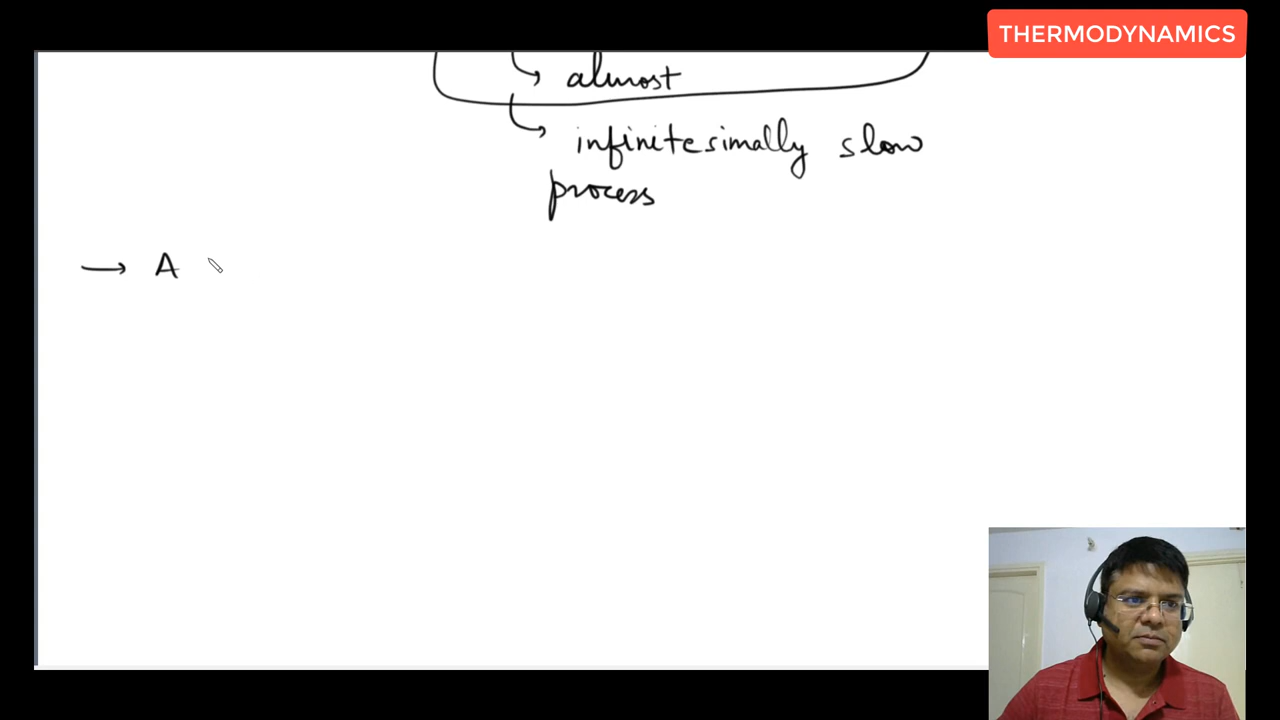 THERMODYNAMICS
↳ almost
↳ infinitesimally slow
process
→ A